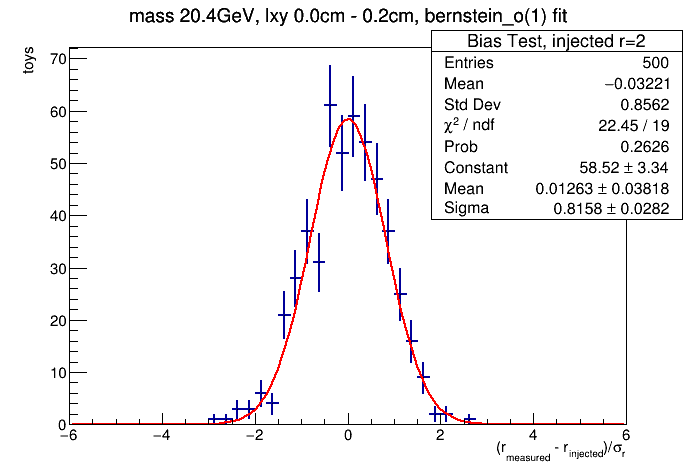 mass 20.4GeV, lxy 0.0cm - 0.2cm, bernstein_o(1) fit
toys
Bias Test, injected r=2
Entries 500
Mean −0.03221
Std Dev 0.8562
χ² / ndf 22.45 / 19
Prob 0.2626
Constant 58.52 ± 3.34
Mean 0.01263 ± 0.03818
Sigma 0.8158 ± 0.0282
70
60
50
40
30
20
10
0
−6 −4 −2 0 2 4 6
(r_measured - r_injected)/σ_r